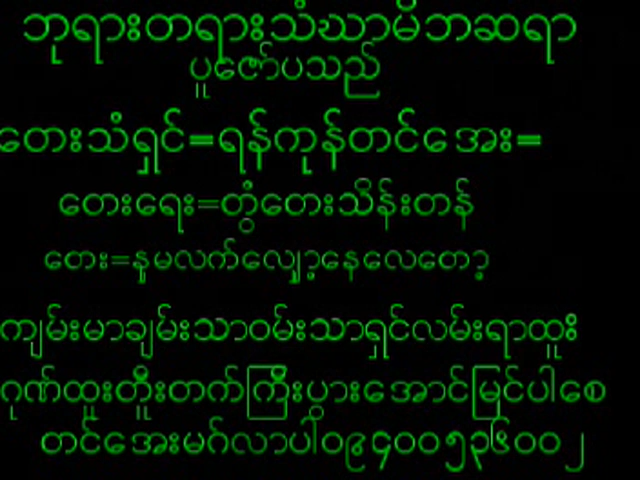 ဘုရားတရားသံဃာမိဘဆရာ
ပူဇော်ပသည်
တေးသံရှင်=ရန်ကုန်တင်အေး=
တေးရေး=တွံတေးသိန်းတန်
တေး=နုမလက်လျှော့နေလေတော့
ကျမ်းမာချမ်းသာဝမ်းသာရှင်လမ်းရာထူး
ဂုဏ်ထူးတိုးတက်ကြီးပွားအောင်မြင်ပါစေ
တင်အေးမင်္ဂလာပါ၀၉၄၀၀၅၃၆၀၀၂